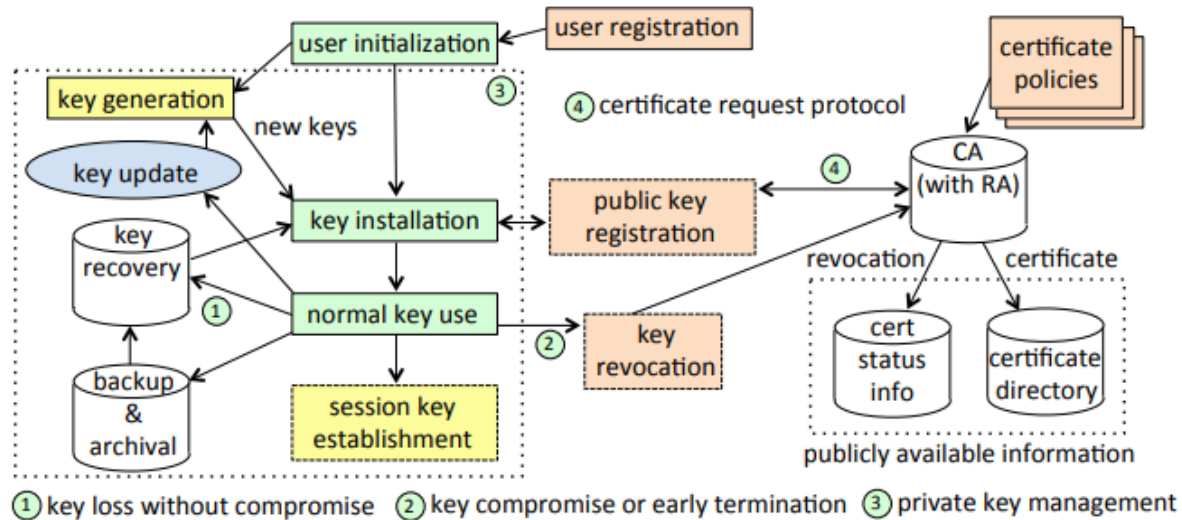 user initialization
user registration
certificate
policies
key generation
3
4 certificate request protocol
new keys
CA
(with RA)
key update
4
key installation
public key
registration
key
recovery
revocation
certificate
1
normal key use
2
key
revocation
cert
status
info
certificate
directory
backup
&
archival
session key
establishment
publicly available information
1 key loss without compromise
2 key compromise or early termination
3 private key management